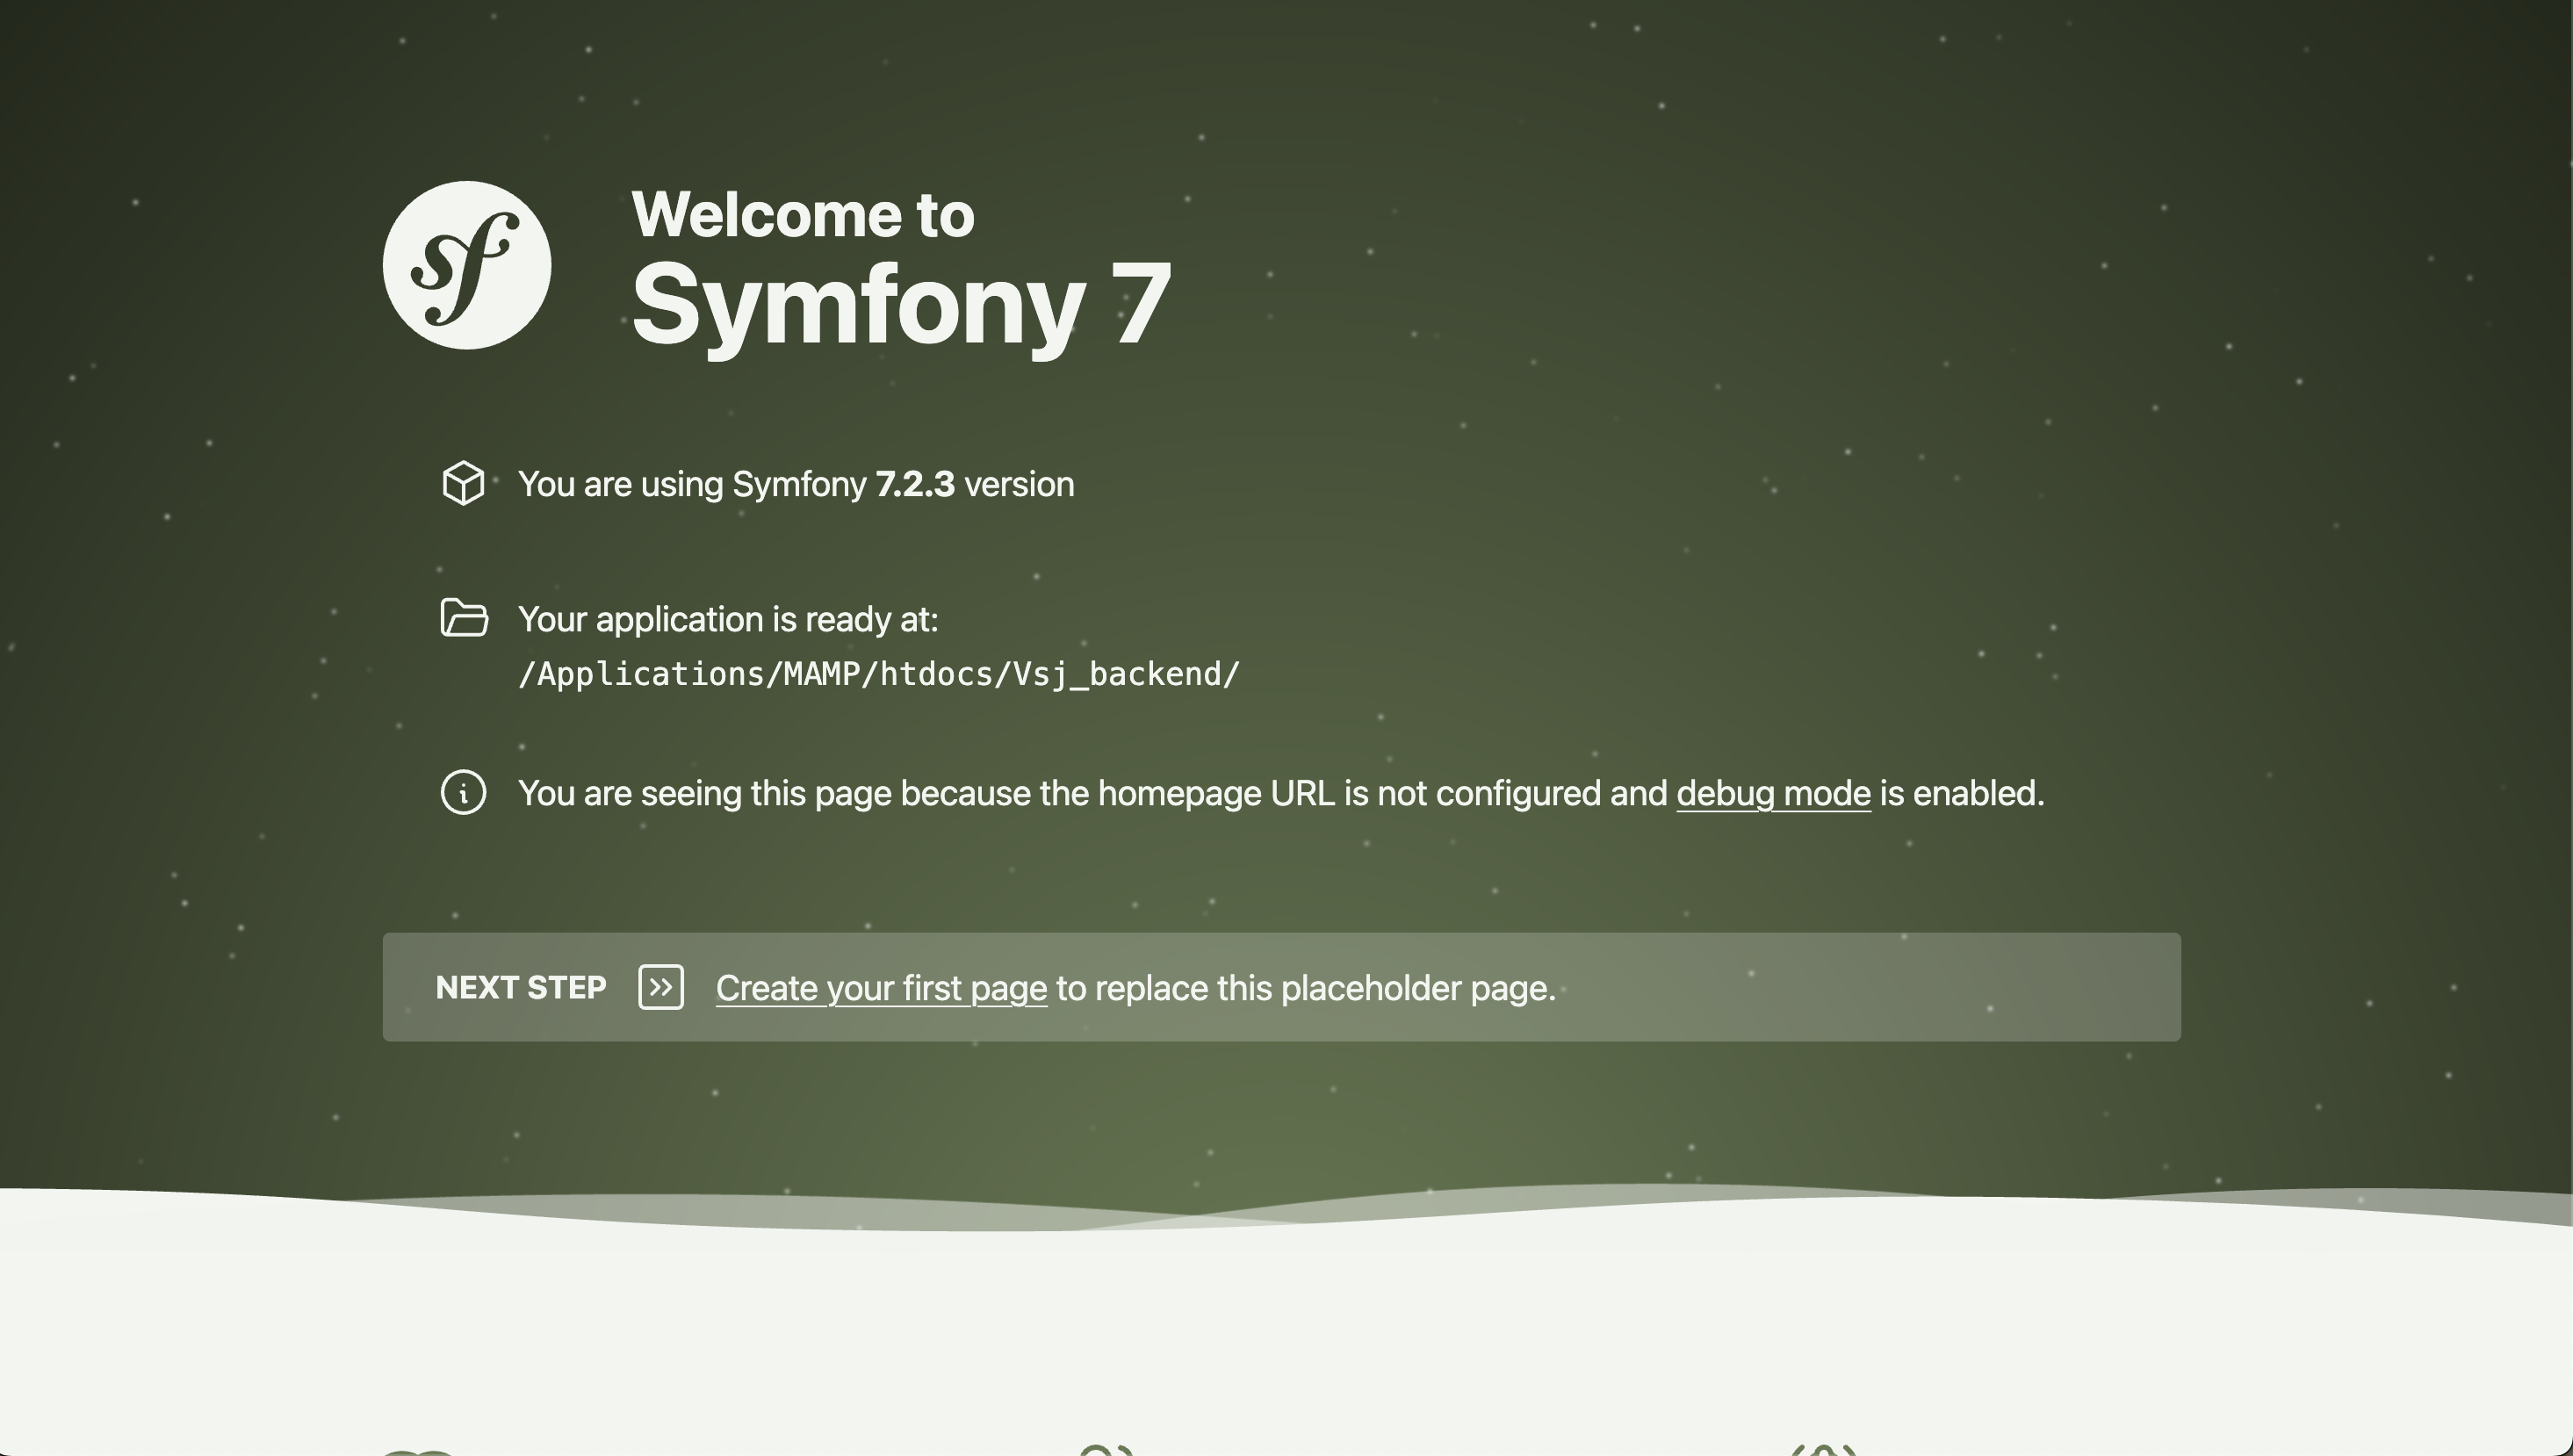 sf
Welcome to
Symfony 7
You are using Symfony 7.2.3 version
Your application is ready at:
/Applications/MAMP/htdocs/Vsj_backend/
You are seeing this page because the homepage URL is not configured and debug mode is enabled.
NEXT STEP Create your first page to replace this placeholder page.